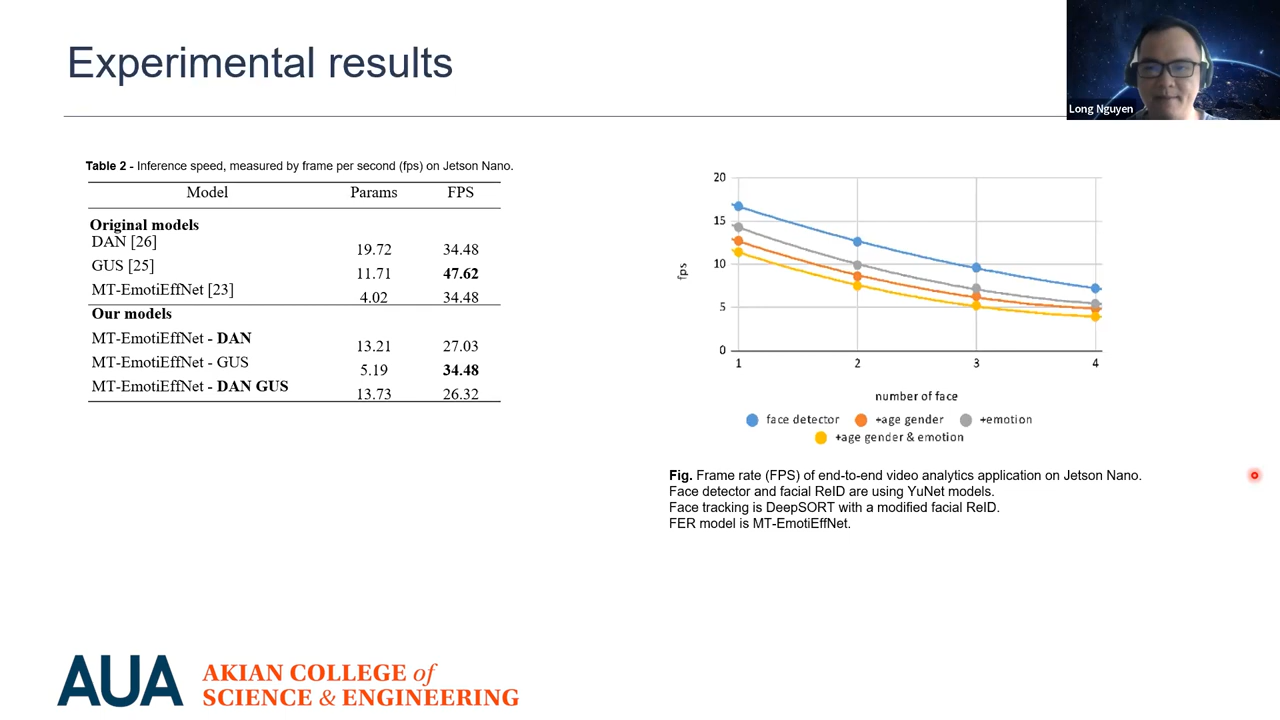 Experimental results
Long Nguyen
Table 2 - Inference speed, measured by frame per second (fps) on Jetson Nano.
Model Params FPS
Original models
DAN [26] 19.72 34.48
GUS [25] 11.71 47.62
MT-EmotiEffNet [23] 4.02 34.48
Our models
MT-EmotiEffNet - DAN 13.21 27.03
MT-EmotiEffNet - GUS 5.19 34.48
MT-EmotiEffNet - DAN GUS 13.73 26.32
20
15
10
5
0
fps
1 2 3 4
number of face
face detector +age gender +emotion
+age gender & emotion
Fig. Frame rate (FPS) of end-to-end video analytics application on Jetson Nano.
Face detector and facial ReID are using YuNet models.
Face tracking is DeepSORT with a modified facial ReID.
FER model is MT-EmotiEffNet.
AUA AKIAN COLLEGE of
SCIENCE & ENGINEERING